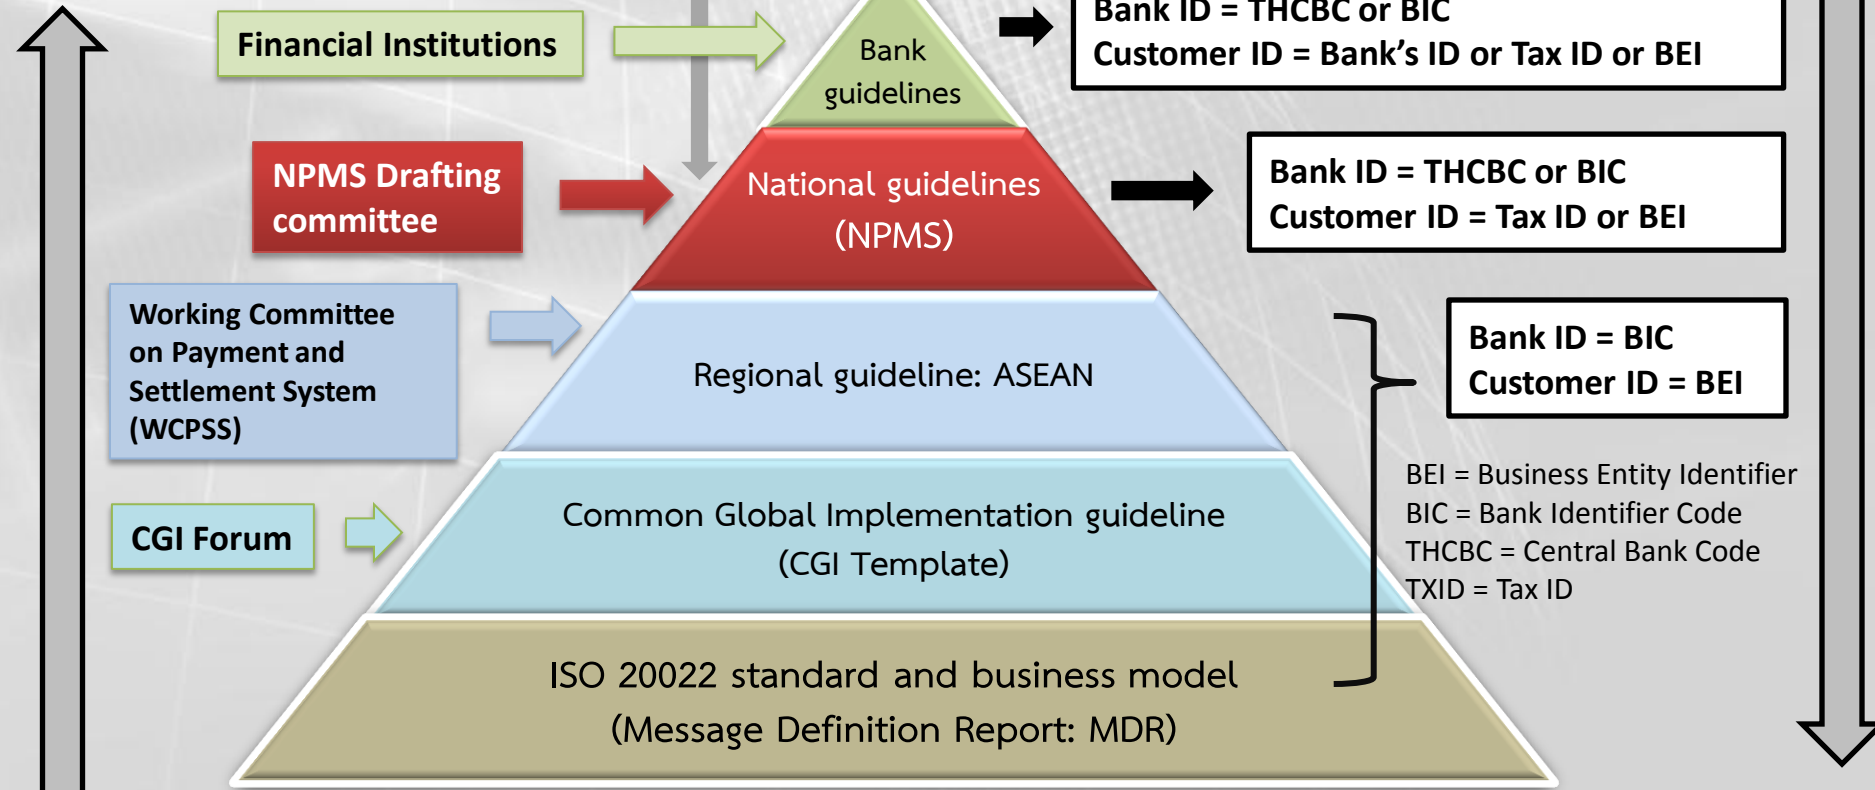 Bank ID = THCBC or BIC
Customer ID = Bank's ID or Tax ID or BEI
Financial Institutions
Bank
guidelines
NPMS Drafting
committee
National guidelines
(NPMS)
Bank ID = THCBC or BIC
Customer ID = Tax ID or BEI
Working Committee
on Payment and
Settlement System
(WCPSS)
Regional guideline: ASEAN
Bank ID = BIC
Customer ID = BEI
BEI = Business Entity Identifier
BIC = Bank Identifier Code
THCBC = Central Bank Code
TXID = Tax ID
CGI Forum
Common Global Implementation guideline
(CGI Template)
ISO 20022 standard and business model
(Message Definition Report: MDR)